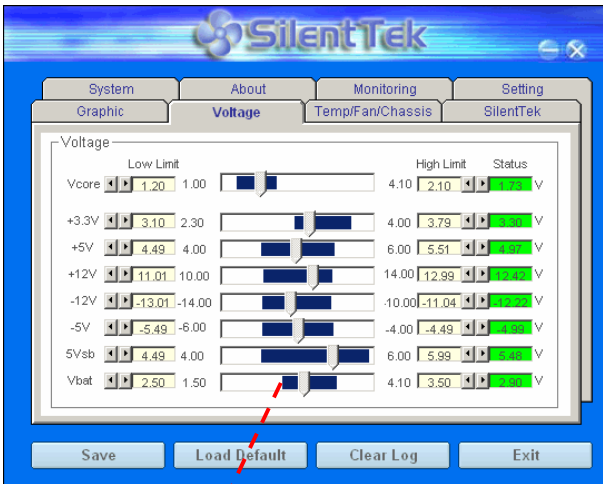 SilentTek
System About Monitoring Setting
Graphic Voltage Temp/Fan/Chassis SilentTek
Voltage
Low Limit High Limit Status
Vcore 1.20 1.00 4.10 2.10 1.73 V
+3.3V 3.10 2.30 4.00 3.79 3.30 V
+5V 4.49 4.00 6.00 5.51 4.97 V
+12V 11.01 10.00 14.00 12.99 12.42 V
-12V -13.01 -14.00 -10.00 -11.04 -12.22 V
-5V -5.49 -6.00 -4.00 -4.49 -4.99 V
5Vsb 4.49 4.00 6.00 5.99 5.48 V
Vbat 2.50 1.50 4.10 3.50 2.90 V
Save Load Default Clear Log Exit